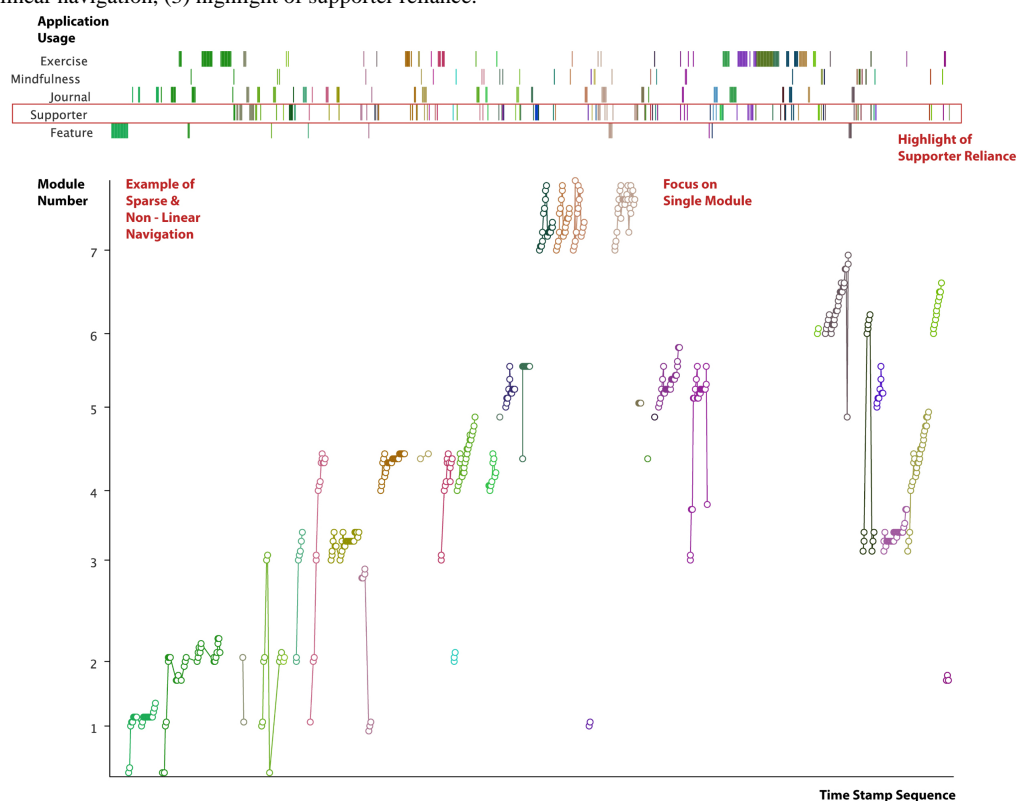 linear navigation; (3) highlight of supporter reliance.
Application
Usage
Exercise
Mindfulness
Journal
Supporter
Feature
Highlight of
Supporter Reliance
Module
Number
Example of
Sparse &
Non - Linear
Navigation
Focus on
Single Module
7
6
5
4
3
2
1
Time Stamp Sequence